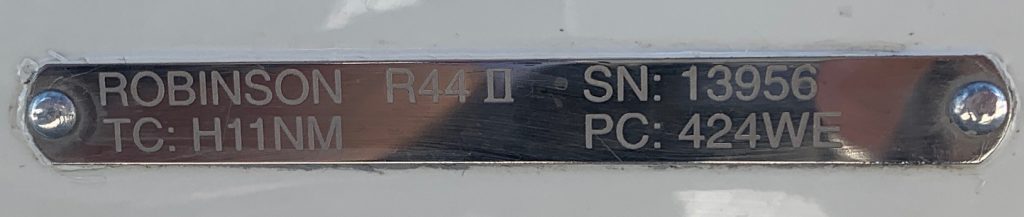 ROBINSON R44 II SN: 13956
TC: H11NM PC: 424WE